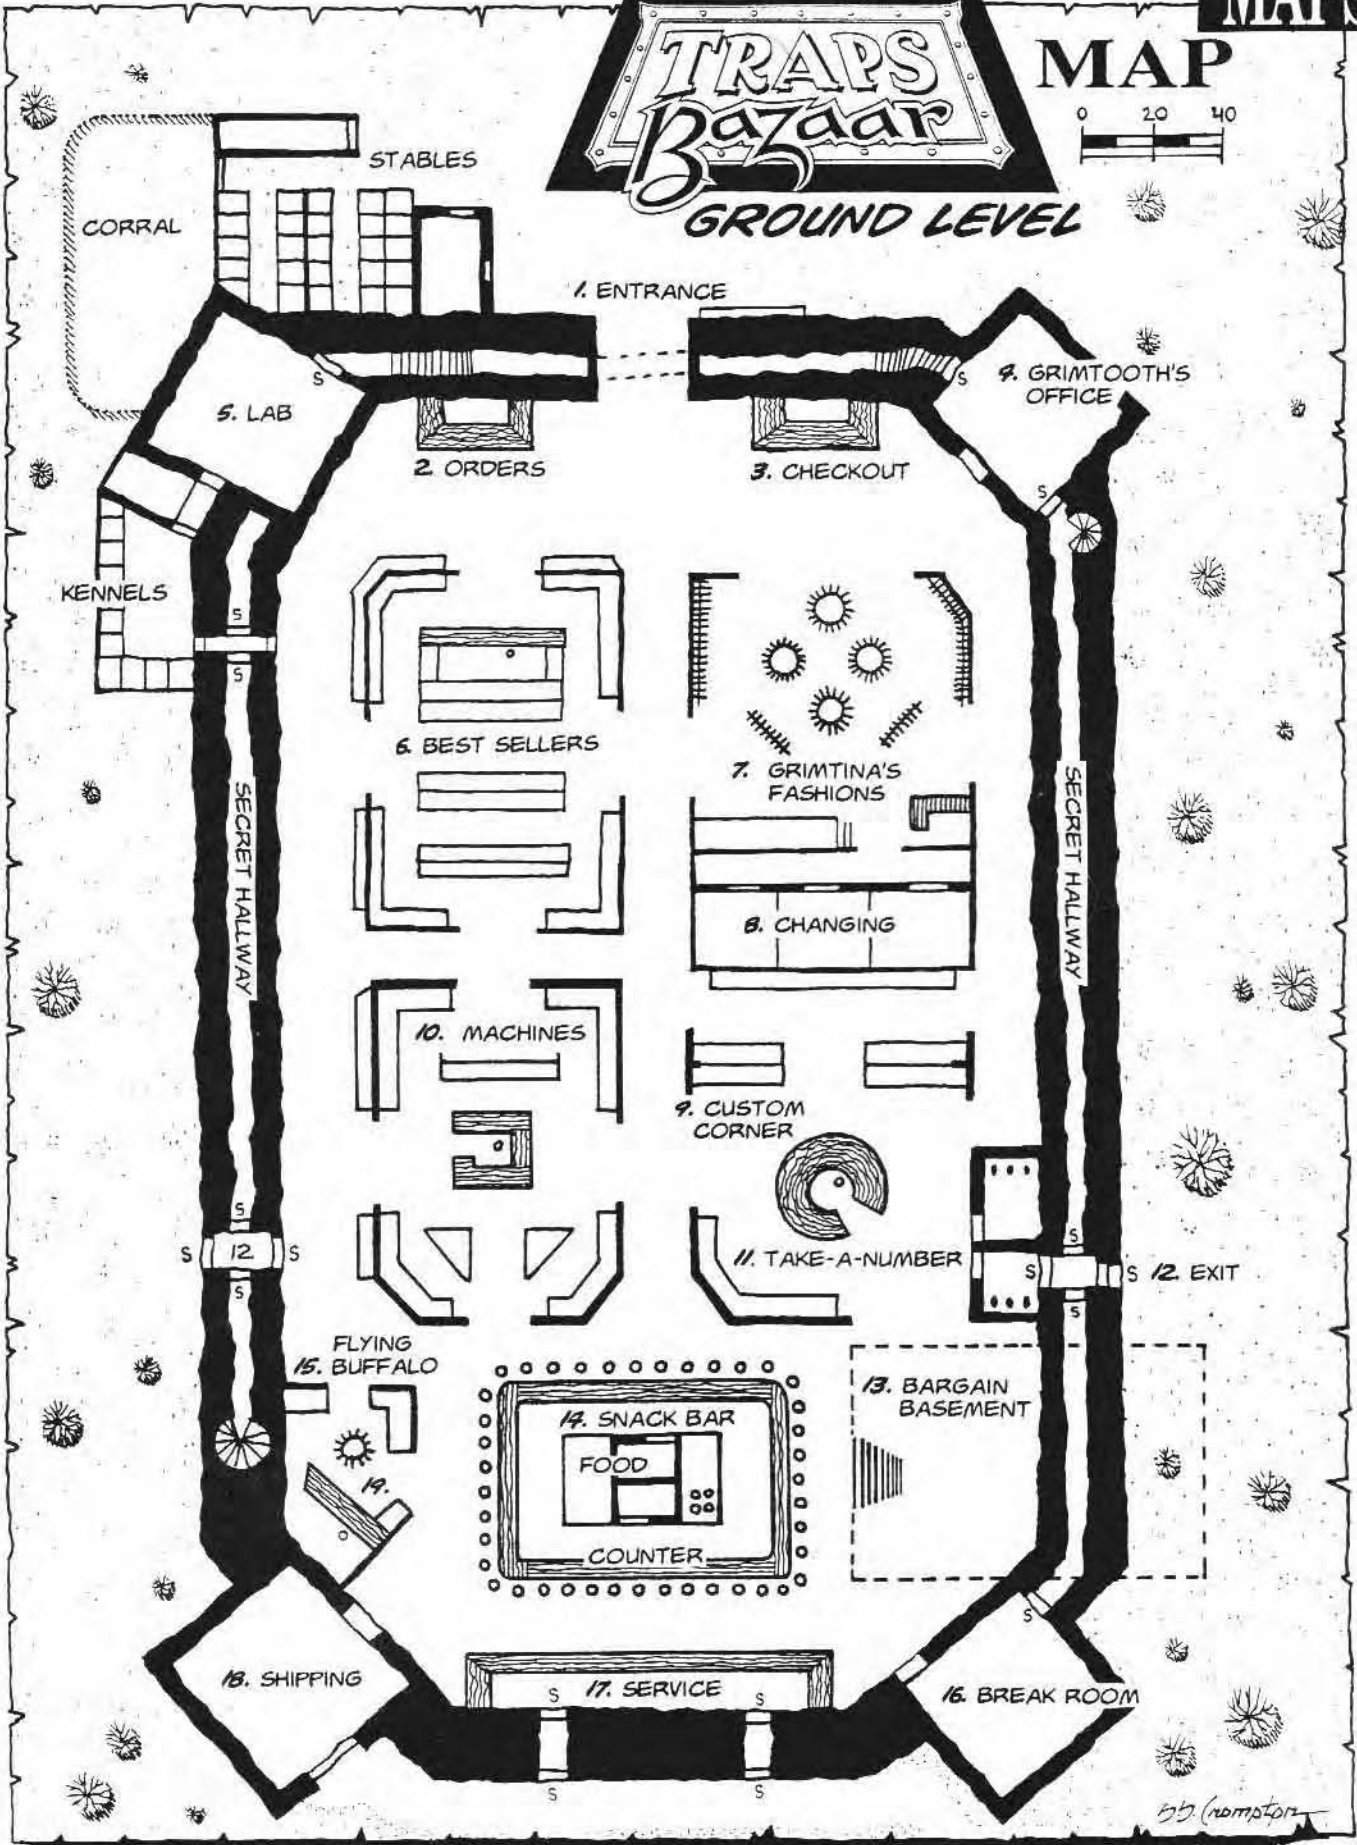 MAPS
TRAPS
Bazaar
MAP
0 20 40
GROUND LEVEL
STABLES
CORRAL
1. ENTRANCE
S
S
4. GRIMTOOTH'S
OFFICE
5. LAB
2. ORDERS
3. CHECKOUT
S
KENNELS
S
S
6. BEST SELLERS
7. GRIMTINA'S
FASHIONS
SECRET HALLWAY
SECRET HALLWAY
8. CHANGING
10. MACHINES
9. CUSTOM
CORNER
S
S 12 S
S
11. TAKE-A-NUMBER
S
S
S 12. EXIT
S
FLYING
15. BUFFALO
13. BARGAIN
BASEMENT
14. SNACK BAR
FOOD
19.
COUNTER
S
18. SHIPPING
17. SERVICE
S
S
16. BREAK ROOM
S
S